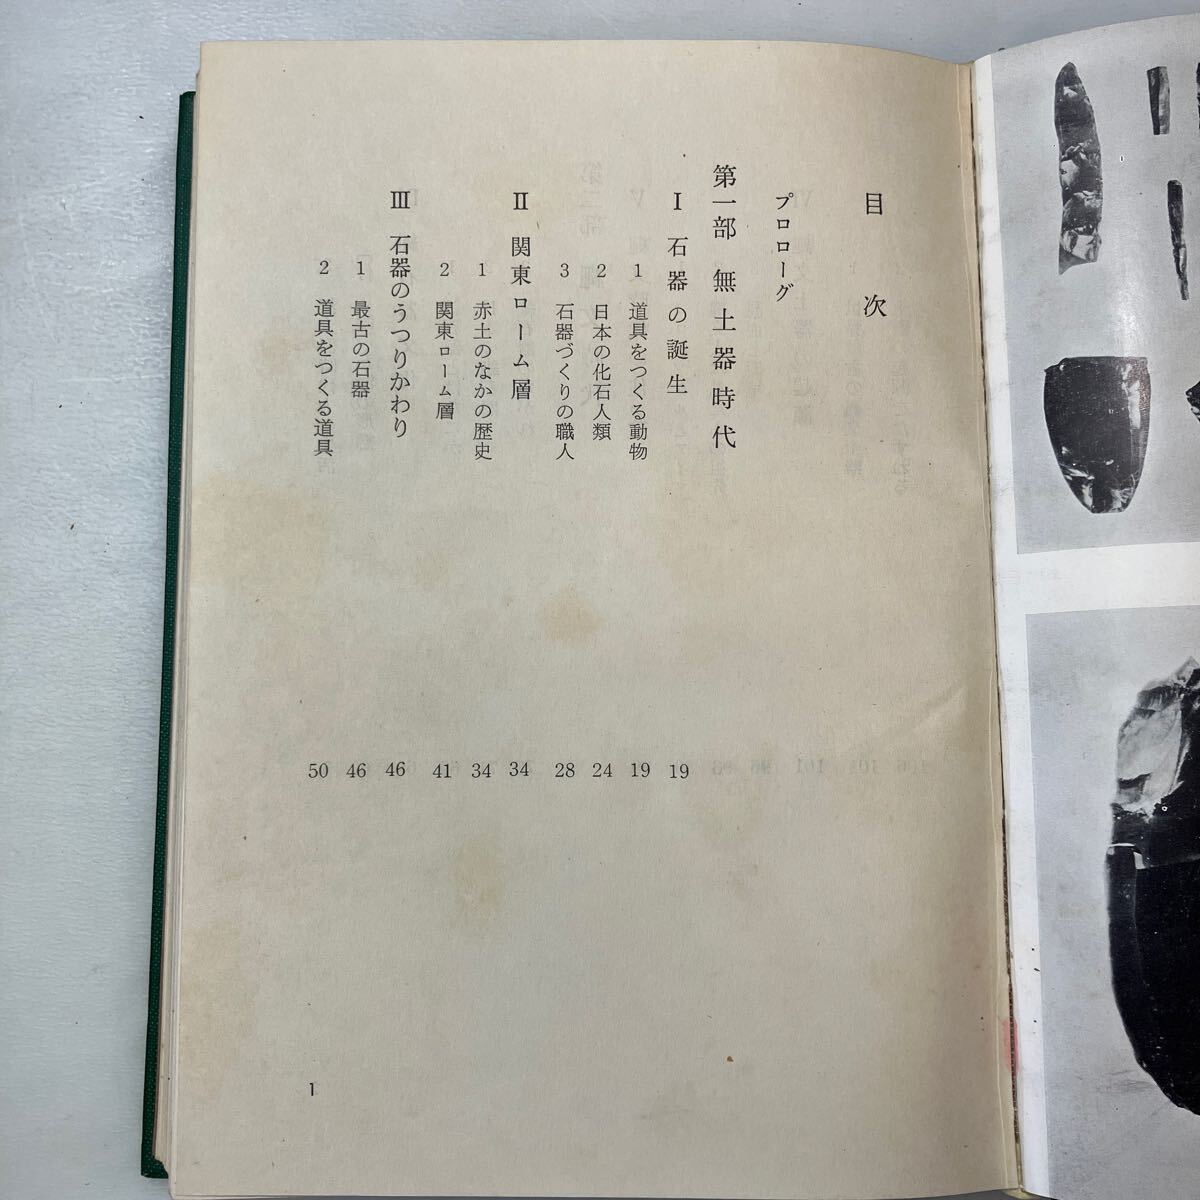 目次
プロローグ
第一部 無土器時代
Ⅰ 石器の誕生 19
1 道具をつくる動物 19
2 日本の化石人類 24
3 石器づくりの職人 28
Ⅱ 関東ローム層 34
1 赤土のなかの歴史 34
2 関東ローム層 41
Ⅲ 石器のうつりかわり 46
1 最古の石器 46
2 道具をつくる道具 50
1